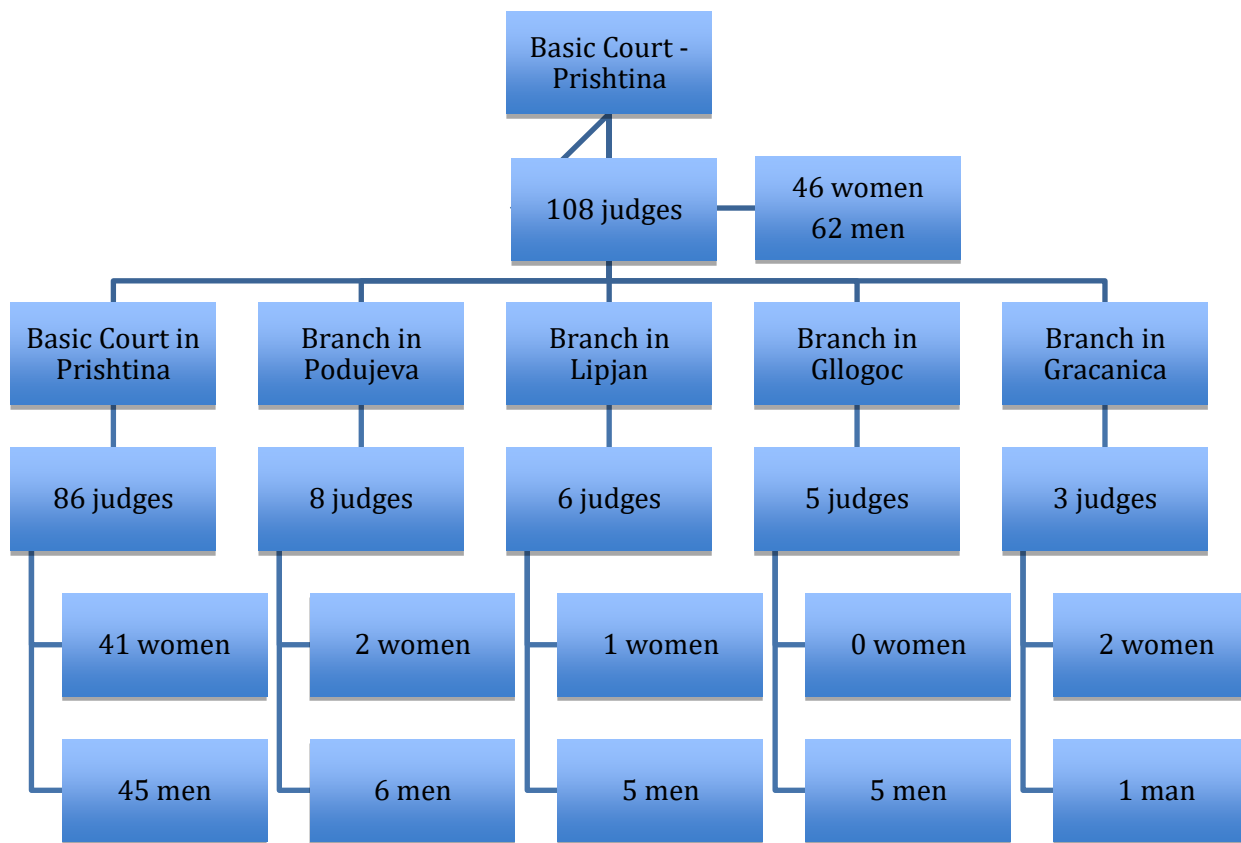 Basic Court -
Prishtina
108 judges
46 women
62 men
Basic Court in
Prishtina
Branch in
Podujeva
Branch in
Lipjan
Branch in
Gllogoc
Branch in
Gracanica
86 judges
8 judges
6 judges
5 judges
3 judges
41 women
2 women
1 women
0 women
2 women
45 men
6 men
5 men
5 men
1 man